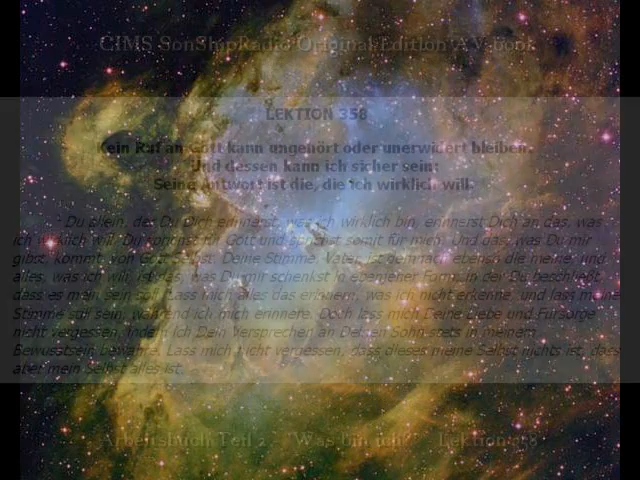 CIMS SonShipRadio Original Edition AV-book
LEKTION 358
Kein Ruf an Gott kann ungehört oder unerwidert bleiben.
Und dessen kann ich sicher sein:
Seine Antwort ist die, die ich wirklich will.
Du allein, der Du Dich erinnerst, was ich wirklich bin, erinnerst Dich an das, was
ich wirklich will. Du sprichst für Gott und sprichst somit für mich. Und das, was Du mir
gibst, kommt von Gott Selbst. Deine Stimme, Vater, ist demnach ebenso die meine, und
alles, was ich will, ist das, was Du mir schenkst in ebenjener Form, in der Du beschließt,
dass es mein sein soll. Lass mich alles das erinnern, was ich nicht erkenne, und lass meine
Stimme still sein, während ich mich erinnere. Doch lass mich Deine Liebe und Fürsorge
nicht vergessen, indem ich Dein Versprechen an Deinen Sohn stets in meinem
Bewusstsein bewahre. Lass mich nicht vergessen, dass dieses meine Selbst nichts ist, dass
aber mein Selbst alles ist.
Arbeitsbuch Teil 2 "Was bin ich?" Lektion 358